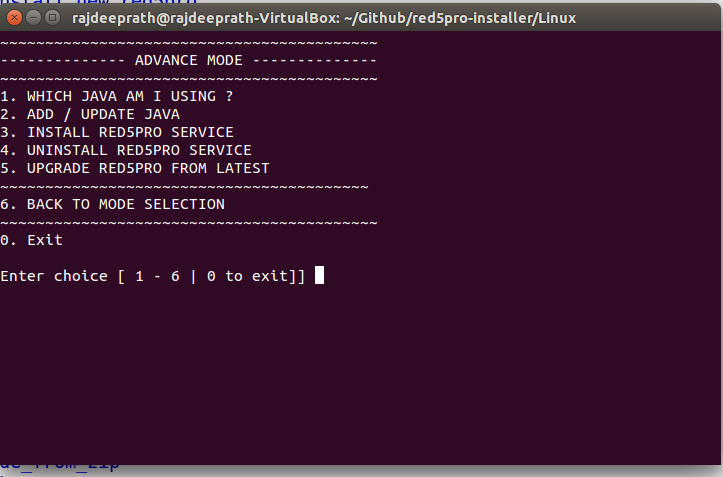 rajdeeprath@rajdeeprath-VirtualBox: ~/Github/red5pro-installer/Linux
~~~~~~~~~~~~~~~~~~~~~~~~~~~~~~~~~~~~~~~~~~
-------------- ADVANCE MODE --------------
~~~~~~~~~~~~~~~~~~~~~~~~~~~~~~~~~~~~~~~~~~
1. WHICH JAVA AM I USING ?
2. ADD / UPDATE JAVA
3. INSTALL RED5PRO SERVICE
4. UNINSTALL RED5PRO SERVICE
5. UPGRADE RED5PRO FROM LATEST
~~~~~~~~~~~~~~~~~~~~~~~~~~~~~~~~~~~~~~~~~
6. BACK TO MODE SELECTION
~~~~~~~~~~~~~~~~~~~~~~~~~~~~~~~~~~~~~~~~~~
0. Exit
Enter choice [ 1 - 6 | 0 to exit]]